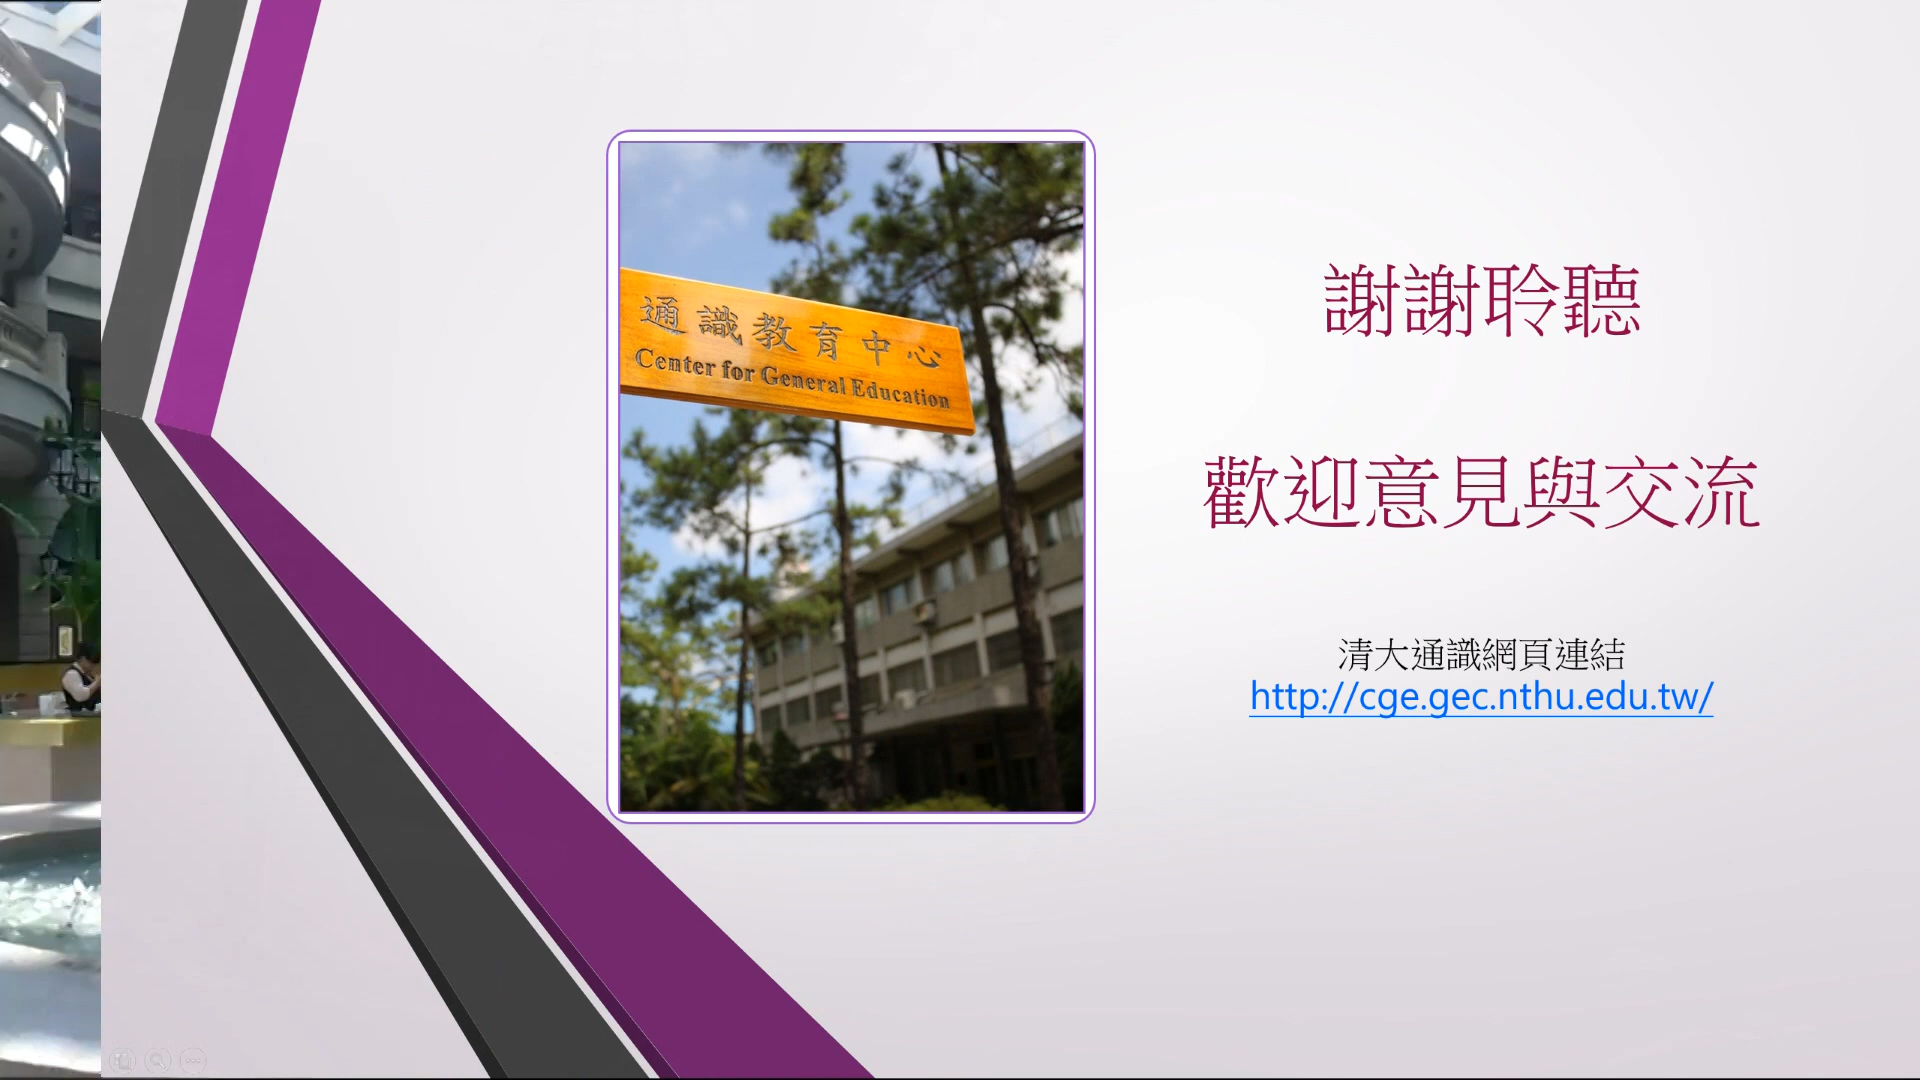 通識教育中心
Center for General Education
謝謝聆聽
歡迎意見與交流
清大通識網頁連結
http://cge.gec.nthu.edu.tw/